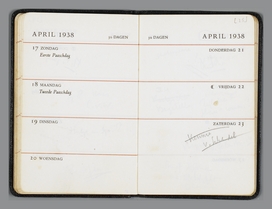 APRIL 1938
30 DAGEN
17 ZONDAG
Eerste Paaschdag
18 MAANDAG
Tweede Paaschdag
19 DINSDAG
20 WOENSDAG
30 DAGEN
APRIL 1938
DONDERDAG 21
VRIJDAG 22
ZATERDAG 23